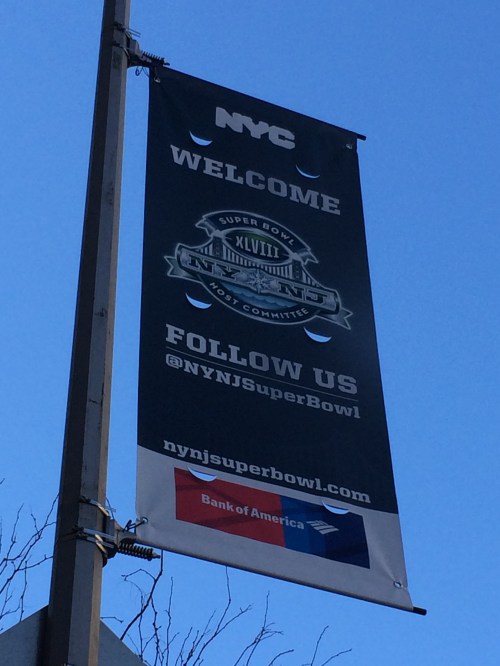 NYC
WELCOME
SUPER BOWL
XLVIII
NY NJ
HOST COMMITTEE
FOLLOW US
@NYNJSuperBowl
nynjsuperbowl.com
Bank of America